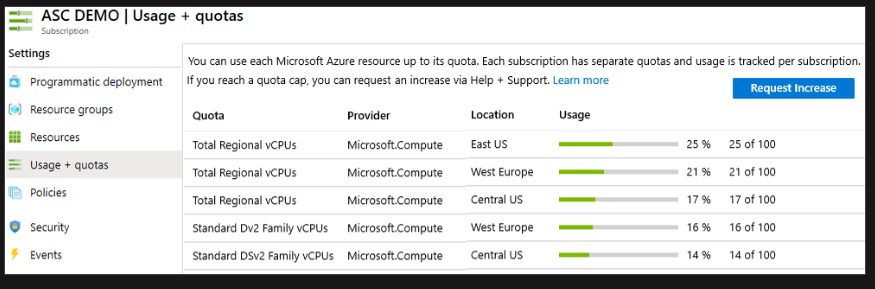 ASC DEMO | Usage + quotas
Subscription
Settings
Programmatic deployment
Resource groups
Resources
Usage + quotas
Policies
Security
Events
You can use each Microsoft Azure resource up to its quota. Each subscription has separate quotas and usage is tracked per subscription.
If you reach a quota cap, you can request an increase via Help + Support. Learn more
Request Increase
Quota Provider Location Usage
Total Regional vCPUs Microsoft.Compute East US 25 % 25 of 100
Total Regional vCPUs Microsoft.Compute West Europe 21 % 21 of 100
Total Regional vCPUs Microsoft.Compute Central US 17 % 17 of 100
Standard Dv2 Family vCPUs Microsoft.Compute West Europe 16 % 16 of 100
Standard DSv2 Family vCPUs Microsoft.Compute Central US 14 % 14 of 100